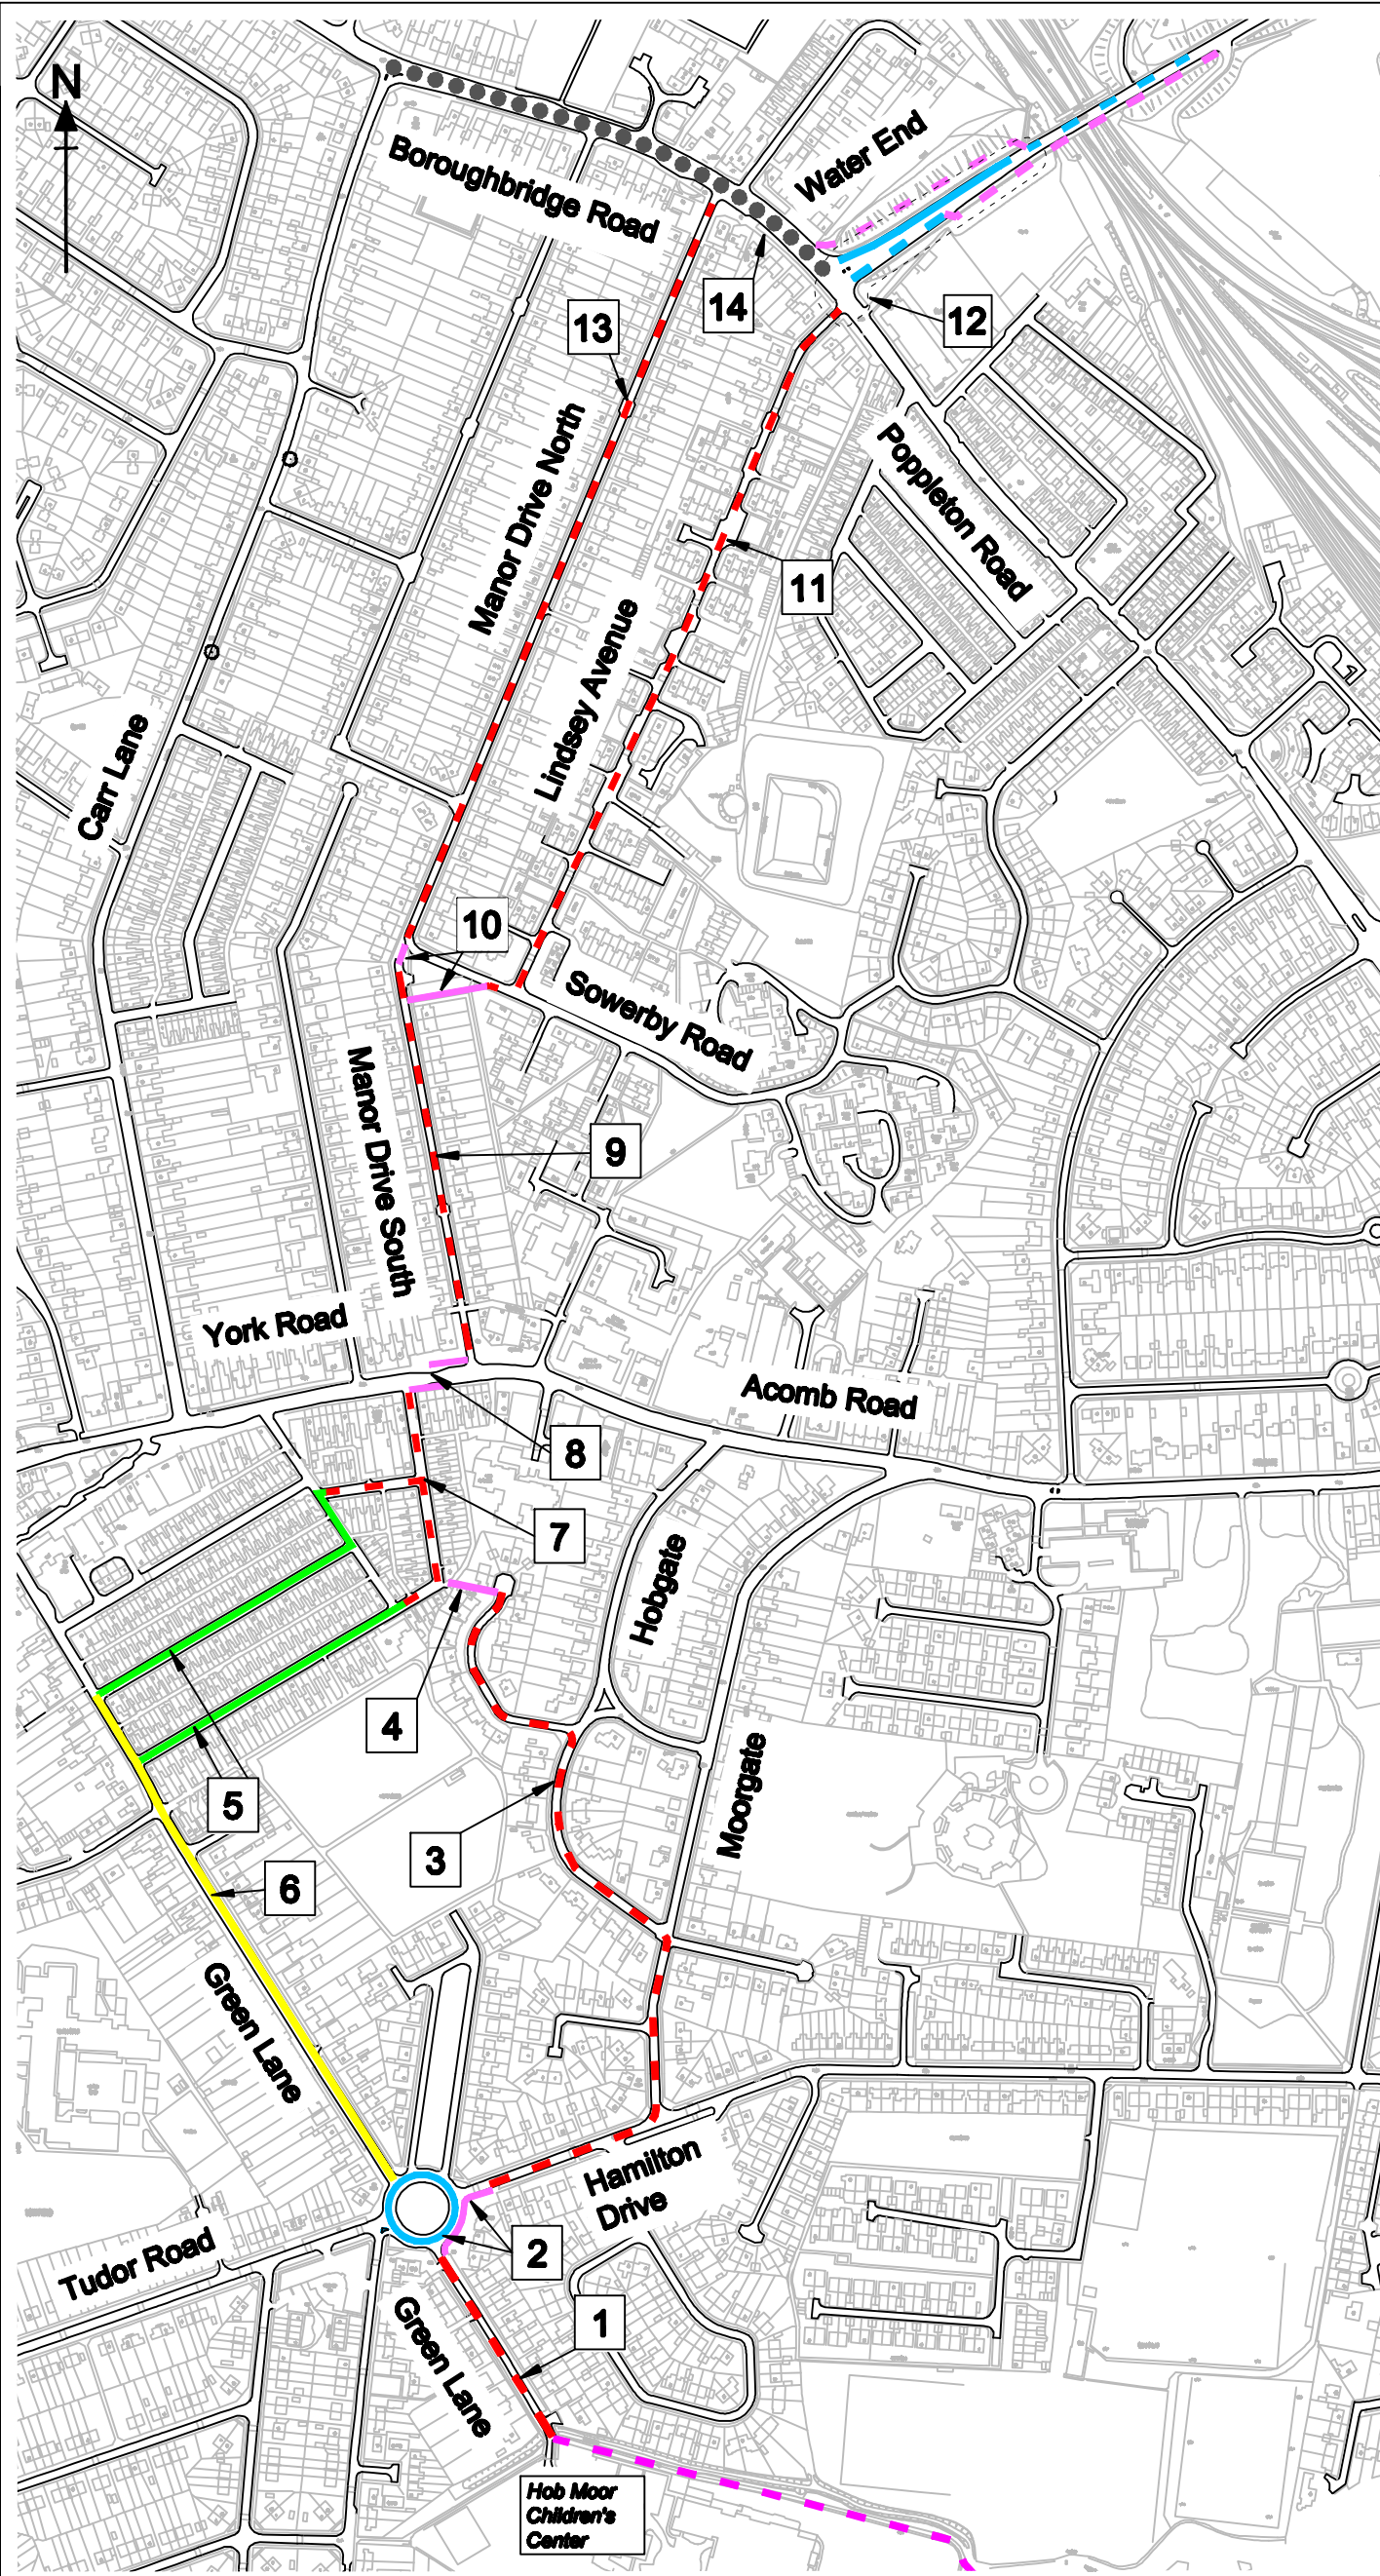 N
Boroughbridge Road
Water End
13
14
12
Manor Drive North
Poppleton Road
11
Lindsey Avenue
Carr Lane
10
Sowerby Road
Manor Drive South
9
York Road
Acomb Road
8
7
Hobgate
4
Moorgate
5
3
6
Green Lane
Hamilton
Drive
Tudor Road
2
1
Green Lane
Hob Moor
Children's
Center